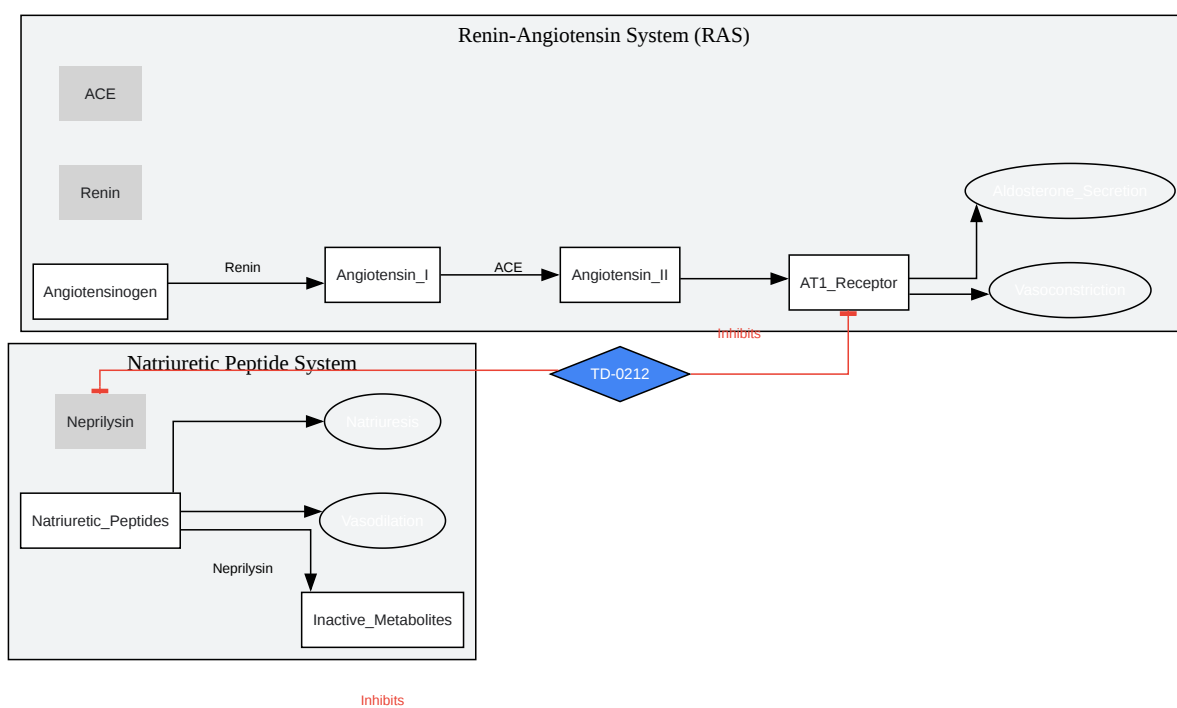 Renin-Angiotensin System (RAS)
ACE
Renin
Aldosterone_Secretion
Angiotensinogen
Renin
Angiotensin_I
ACE
Angiotensin_II
AT1_Receptor
Vasoconstriction
Inhibits
Natriuretic Peptide System
TD-0212
Neprilysin
Natriuresis
Natriuretic_Peptides
Vasodilation
Neprilysin
Inactive_Metabolites
Inhibits